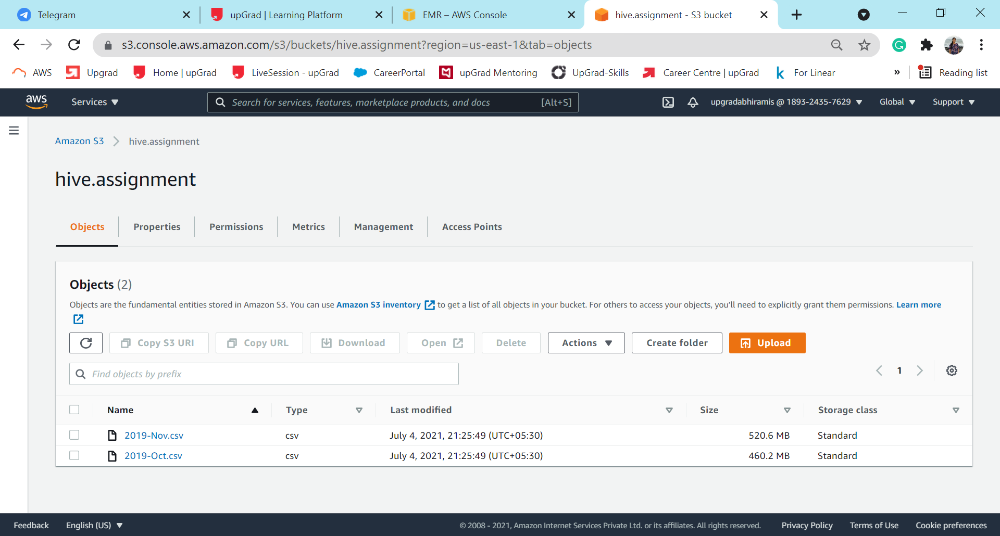 Telegram
upGrad | Learning Platform
EMR – AWS Console
hive.assignment - S3 bucket
s3.console.aws.amazon.com/s3/buckets/hive.assignment?region=us-east-1&tab=objects
AWS
Upgrad
Home | upGrad
LiveSession - upGrad
CareerPortal
upGrad Mentoring
UpGrad-Skills
Career Centre | upGrad
k For Linear
»
Reading list
aws
Services
Search for services, features, marketplace products, and docs [Alt+S]
upgradabhiramis @ 1893-2435-7629
Global
Support
Amazon S3
hive.assignment
hive.assignment
Objects
Properties
Permissions
Metrics
Management
Access Points
Objects (2)
Objects are the fundamental entities stored in Amazon S3. You can use Amazon S3 inventory to get a list of all objects in your bucket. For others to access your objects, you’ll need to explicitly grant them permissions. Learn more
Copy S3 URI
Copy URL
Download
Open
Delete
Actions
Create folder
Upload
Find objects by prefix
1
Name Type Last modified Size Storage class
2019-Nov.csv csv July 4, 2021, 21:25:49 (UTC+05:30) 520.6 MB Standard
2019-Oct.csv csv July 4, 2021, 21:25:49 (UTC+05:30) 460.2 MB Standard
Feedback
English (US)
© 2008 - 2021, Amazon Internet Services Private Ltd. or its affiliates. All rights reserved.
Privacy Policy
Terms of Use
Cookie preferences